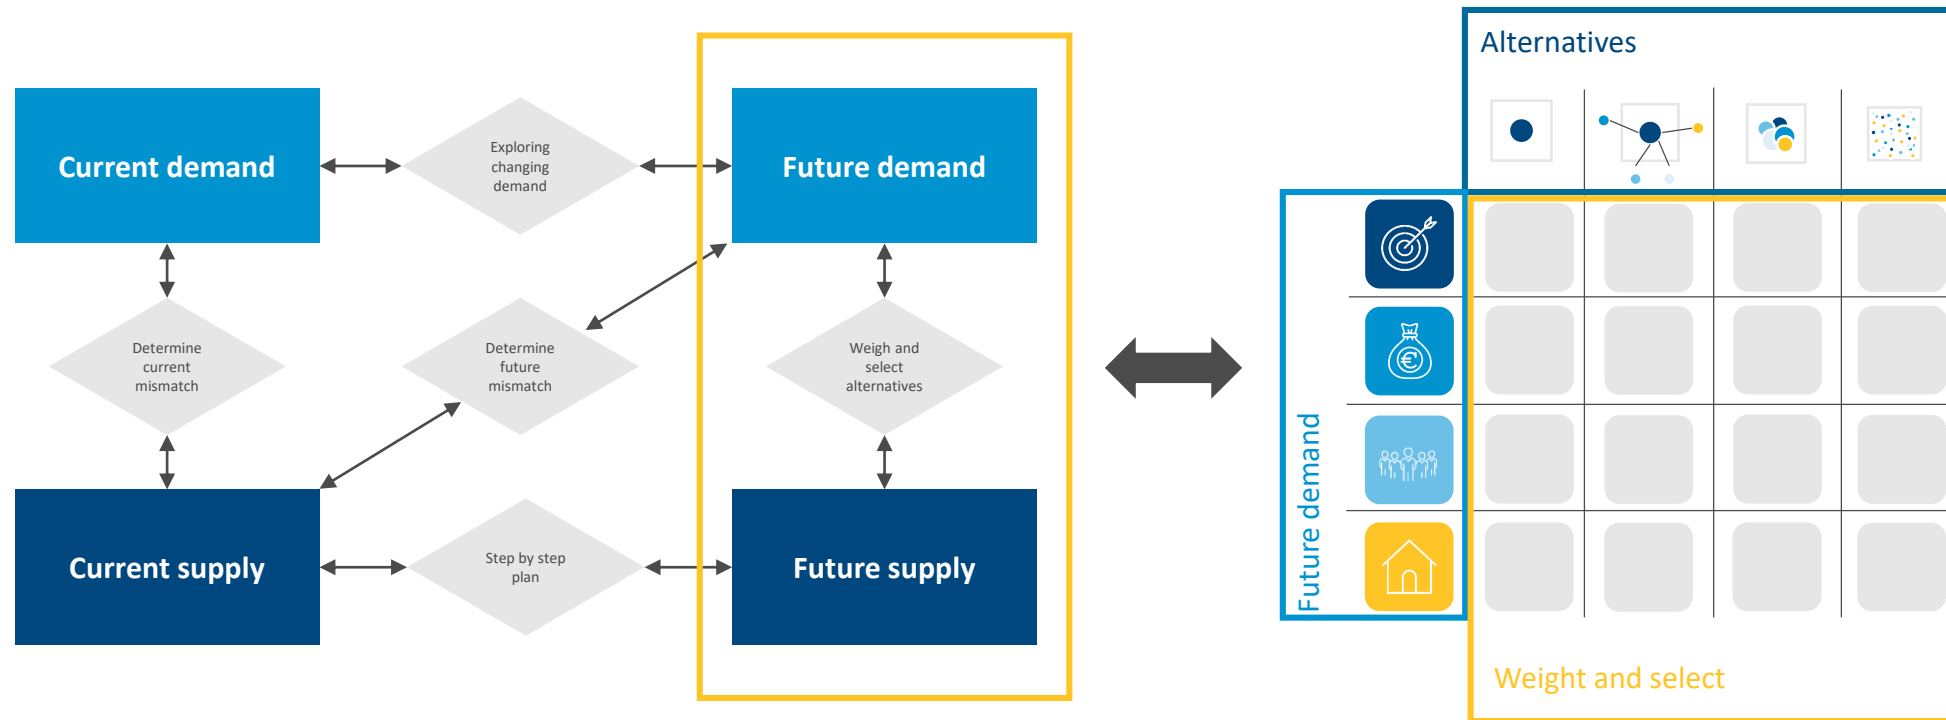 Current demand
Exploring
changing
demand
Future demand
Determine
current
mismatch
Determine
future
mismatch
Weigh and
select
alternatives
Current supply
Step by step
plan
Future supply
Alternatives
Future demand
€
Weight and select